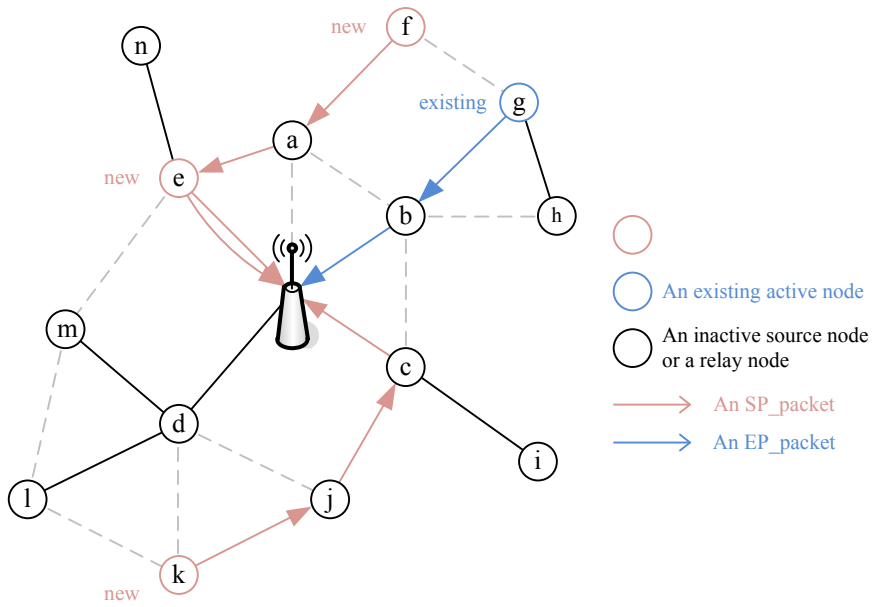 new
f
n
existing
g
a
new
e
b
h
An existing active node
m
An inactive source node
or a relay node
c
An SP_packet
d
An EP_packet
i
l
j
k
new